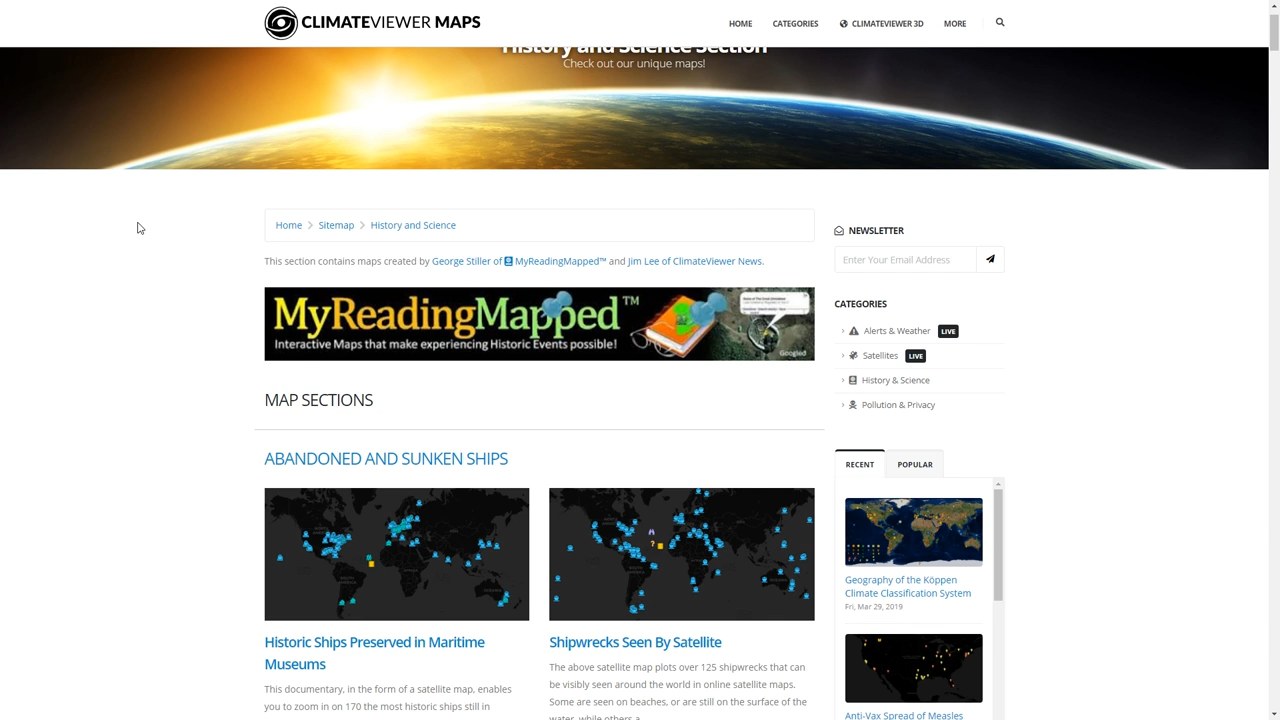 CLIMATEVIEWER MAPS
HOME
CATEGORIES
CLIMATEVIEWER 3D
MORE
History and Science Section
Check out our unique maps!
Home
Sitemap
History and Science
This section contains maps created by George Stiller of MyReadingMapped™ and Jim Lee of ClimateViewer News.
MyReadingMapped™
Interactive Maps that make experiencing Historic Events possible!
Googled
MAP SECTIONS
ABANDONED AND SUNKEN SHIPS
Historic Ships Preserved in Maritime
Museums
This documentary, in the form of a satellite map, enables
you to zoom in on 170 the most historic ships still in
Shipwrecks Seen By Satellite
The above satellite map plots over 125 shipwrecks that can
be visibly seen around the world in online satellite maps.
Some are seen on beaches, or are still on the surface of the
water, while others a
NEWSLETTER
Enter Your Email Address
CATEGORIES
Alerts & Weather LIVE
Satellites LIVE
History & Science
Pollution & Privacy
RECENT
POPULAR
Geography of the Köppen
Climate Classification System
Fri, Mar 29, 2019
Anti-Vax Spread of Measles